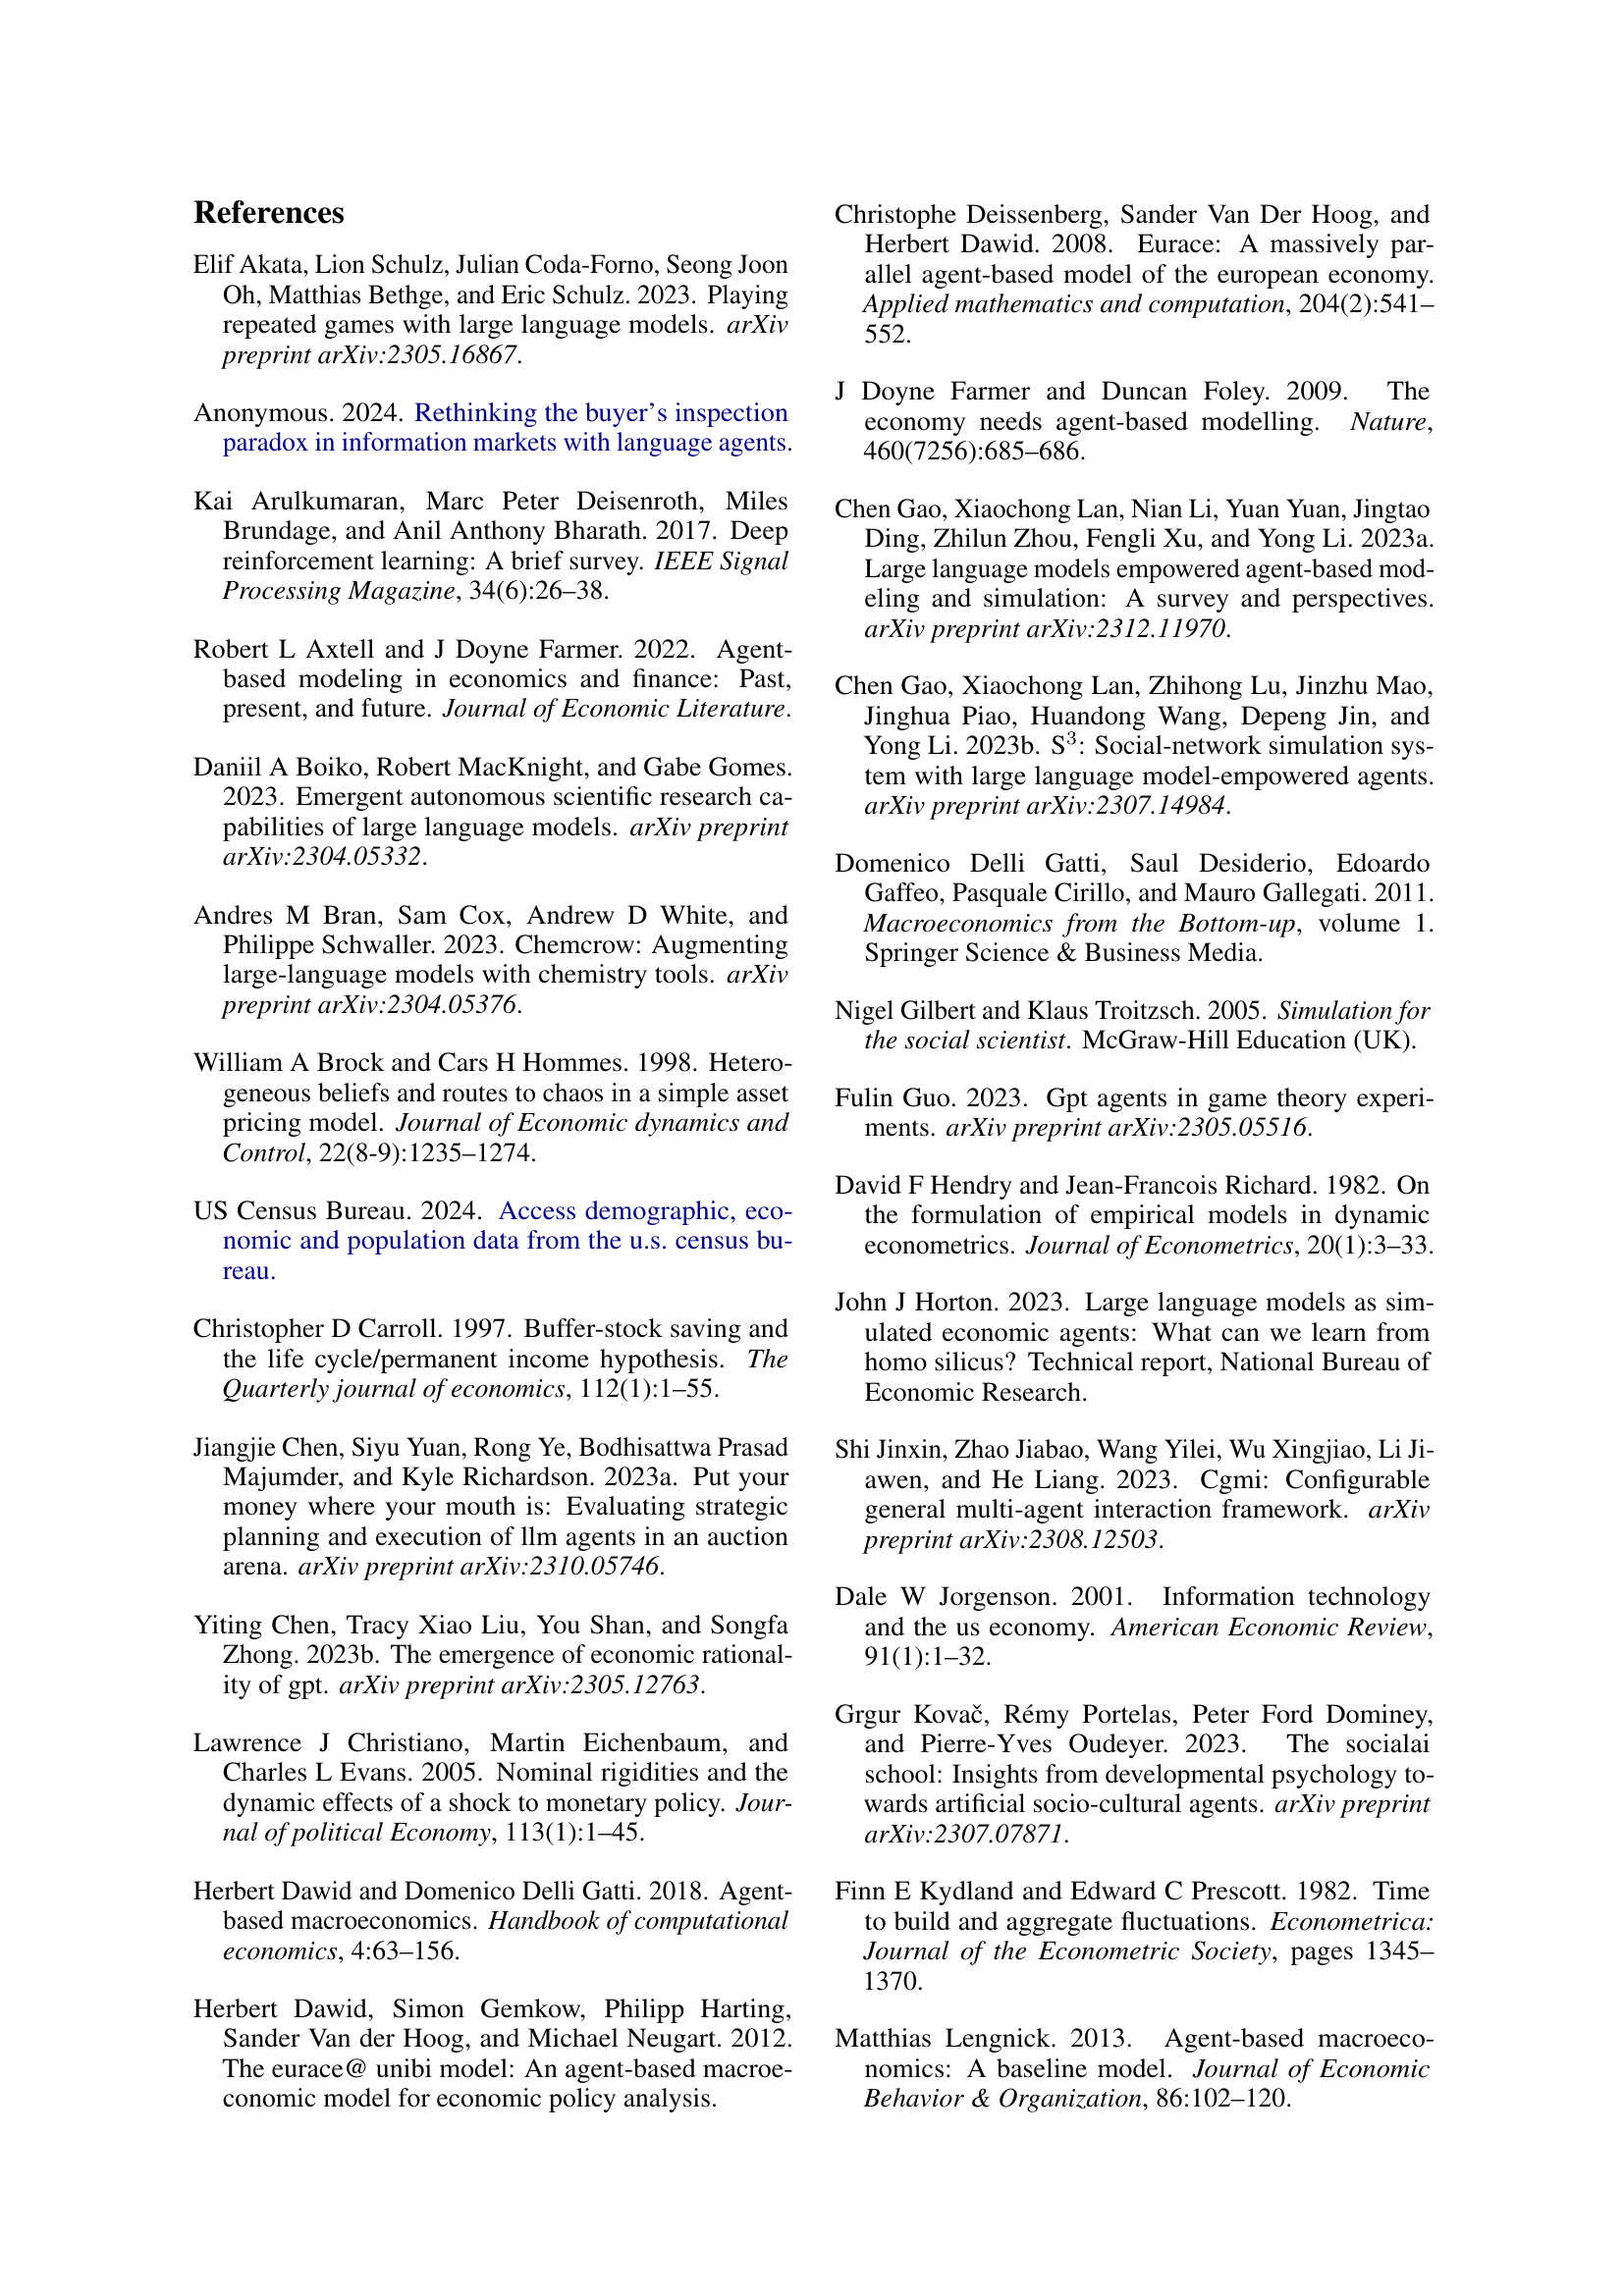 References
Elif Akata, Lion Schulz, Julian Coda-Forno, Seong Joon
Oh, Matthias Bethge, and Eric Schulz. 2023. Playing
repeated games with large language models. arXiv
preprint arXiv:2305.16867.
Anonymous. 2024. Rethinking the buyer's inspection
paradox in information markets with language agents.
Kai Arulkumaran, Marc Peter Deisenroth, Miles
Brundage, and Anil Anthony Bharath. 2017. Deep
reinforcement learning: A brief survey. IEEE Signal
Processing Magazine, 34(6):26–38.
Robert L Axtell and J Doyne Farmer. 2022. Agent-
based modeling in economics and finance: Past,
present, and future. Journal of Economic Literature.
Daniil A Boiko, Robert MacKnight, and Gabe Gomes.
2023. Emergent autonomous scientific research ca-
pabilities of large language models. arXiv preprint
arXiv:2304.05332.
Andres M Bran, Sam Cox, Andrew D White, and
Philippe Schwaller. 2023. Chemcrow: Augmenting
large-language models with chemistry tools. arXiv
preprint arXiv:2304.05376.
William A Brock and Cars H Hommes. 1998. Hetero-
geneous beliefs and routes to chaos in a simple asset
pricing model. Journal of Economic dynamics and
Control, 22(8-9):1235–1274.
US Census Bureau. 2024. Access demographic, eco-
nomic and population data from the u.s. census bu-
reau.
Christopher D Carroll. 1997. Buffer-stock saving and
the life cycle/permanent income hypothesis. The
Quarterly journal of economics, 112(1):1–55.
Jiangjie Chen, Siyu Yuan, Rong Ye, Bodhisattwa Prasad
Majumder, and Kyle Richardson. 2023a. Put your
money where your mouth is: Evaluating strategic
planning and execution of llm agents in an auction
arena. arXiv preprint arXiv:2310.05746.
Yiting Chen, Tracy Xiao Liu, You Shan, and Songfa
Zhong. 2023b. The emergence of economic rational-
ity of gpt. arXiv preprint arXiv:2305.12763.
Lawrence J Christiano, Martin Eichenbaum, and
Charles L Evans. 2005. Nominal rigidities and the
dynamic effects of a shock to monetary policy. Jour-
nal of political Economy, 113(1):1–45.
Herbert Dawid and Domenico Delli Gatti. 2018. Agent-
based macroeconomics. Handbook of computational
economics, 4:63–156.
Herbert Dawid, Simon Gemkow, Philipp Harting,
Sander Van der Hoog, and Michael Neugart. 2012.
The eurace@ unibi model: An agent-based macroe-
conomic model for economic policy analysis.
Christophe Deissenberg, Sander Van Der Hoog, and
Herbert Dawid. 2008. Eurace: A massively par-
allel agent-based model of the european economy.
Applied mathematics and computation, 204(2):541–
552.
J Doyne Farmer and Duncan Foley. 2009. The
economy needs agent-based modelling. Nature,
460(7256):685–686.
Chen Gao, Xiaochong Lan, Nian Li, Yuan Yuan, Jingtao
Ding, Zhilun Zhou, Fengli Xu, and Yong Li. 2023a.
Large language models empowered agent-based mod-
eling and simulation: A survey and perspectives.
arXiv preprint arXiv:2312.11970.
Chen Gao, Xiaochong Lan, Zhihong Lu, Jinzhu Mao,
Jinghua Piao, Huandong Wang, Depeng Jin, and
Yong Li. 2023b. S³: Social-network simulation sys-
tem with large language model-empowered agents.
arXiv preprint arXiv:2307.14984.
Domenico Delli Gatti, Saul Desiderio, Edoardo
Gaffeo, Pasquale Cirillo, and Mauro Gallegati. 2011.
Macroeconomics from the Bottom-up, volume 1.
Springer Science & Business Media.
Nigel Gilbert and Klaus Troitzsch. 2005. Simulation for
the social scientist. McGraw-Hill Education (UK).
Fulin Guo. 2023. Gpt agents in game theory experi-
ments. arXiv preprint arXiv:2305.05516.
David F Hendry and Jean-Francois Richard. 1982. On
the formulation of empirical models in dynamic
econometrics. Journal of Econometrics, 20(1):3–33.
John J Horton. 2023. Large language models as sim-
ulated economic agents: What can we learn from
homo silicus? Technical report, National Bureau of
Economic Research.
Shi Jinxin, Zhao Jiabao, Wang Yilei, Wu Xingjiao, Li Ji-
awen, and He Liang. 2023. Cgmi: Configurable
general multi-agent interaction framework. arXiv
preprint arXiv:2308.12503.
Dale W Jorgenson. 2001. Information technology
and the us economy. American Economic Review,
91(1):1–32.
Grgur Kovač, Rémy Portelas, Peter Ford Dominey,
and Pierre-Yves Oudeyer. 2023. The socialai
school: Insights from developmental psychology to-
wards artificial socio-cultural agents. arXiv preprint
arXiv:2307.07871.
Finn E Kydland and Edward C Prescott. 1982. Time
to build and aggregate fluctuations. Econometrica:
Journal of the Econometric Society, pages 1345–
1370.
Matthias Lengnick. 2013. Agent-based macroeco-
nomics: A baseline model. Journal of Economic
Behavior & Organization, 86:102–120.